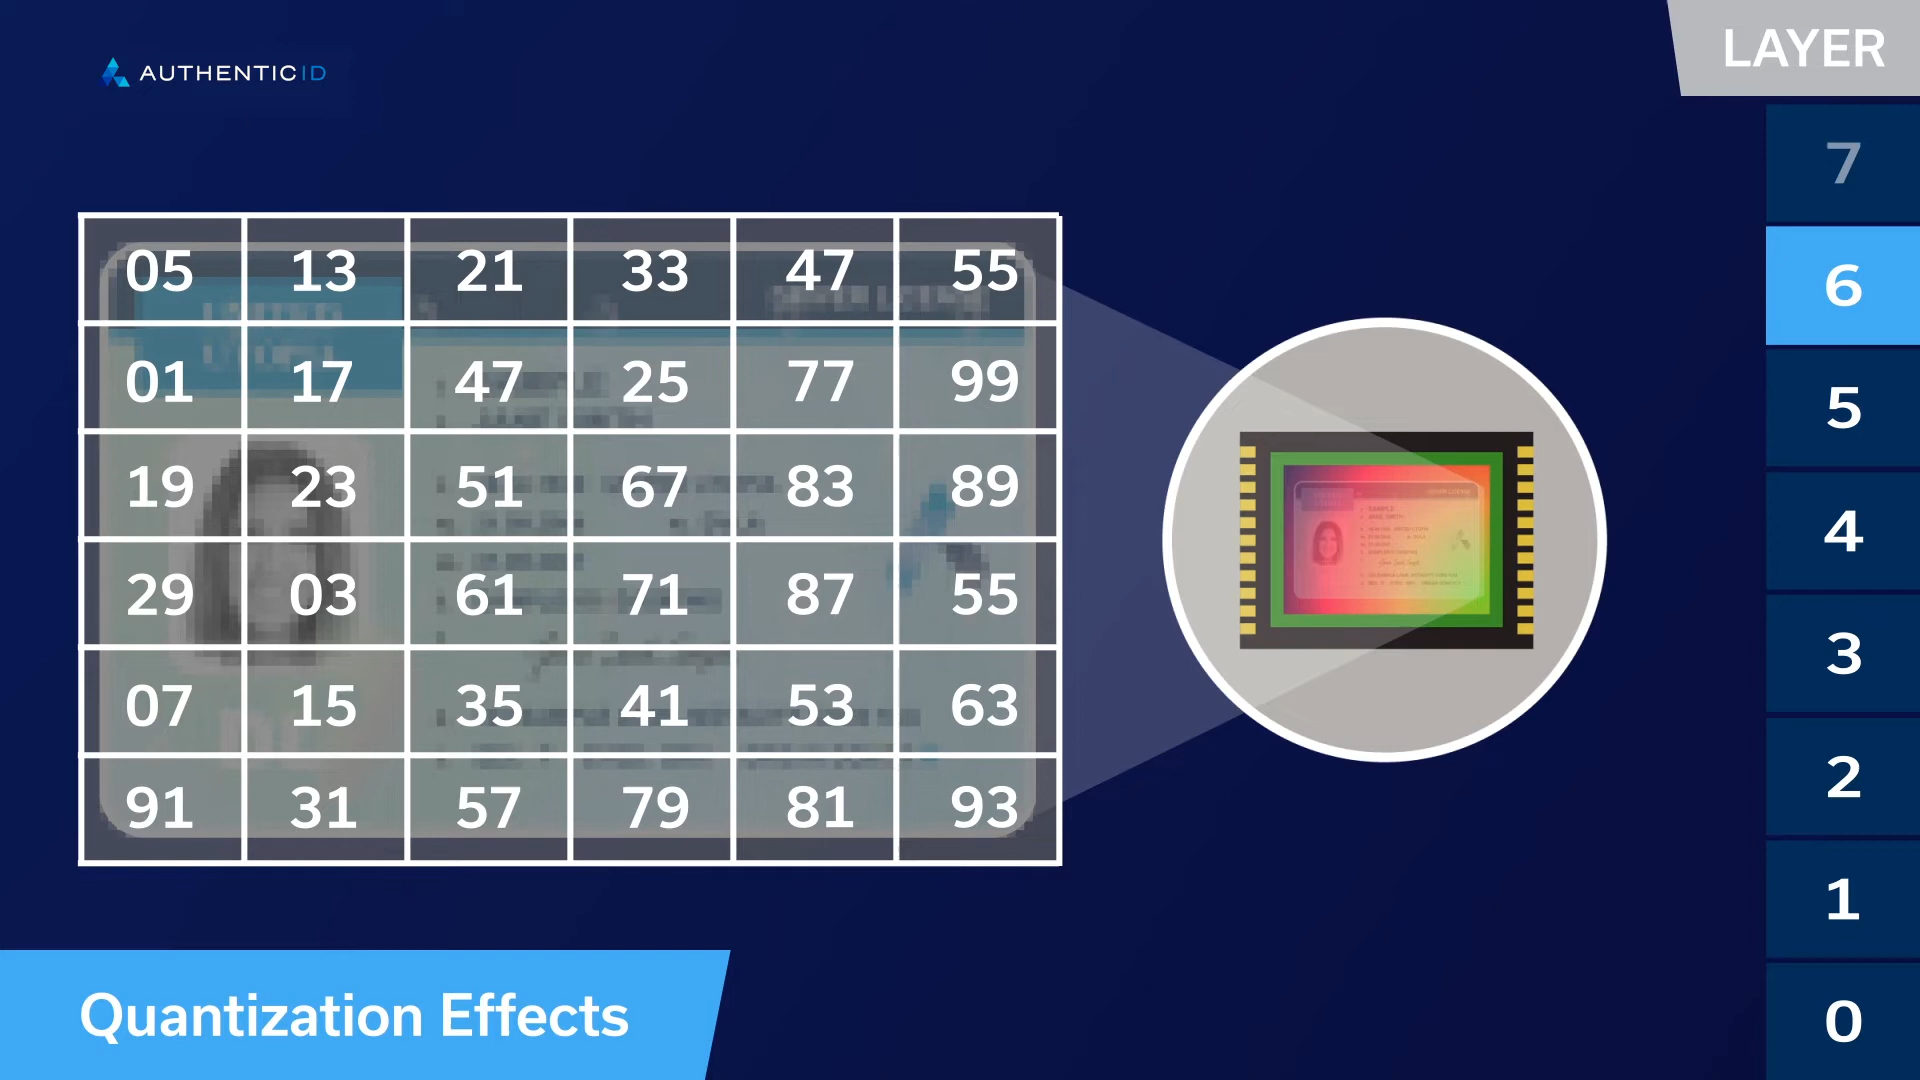 AUTHENTICID
LAYER
7
6
5
4
3
2
1
0
05 13 21 33 47 55
01 17 47 25 77 99
19 23 51 67 83 89
29 03 61 71 87 55
07 15 35 41 53 63
91 31 57 79 81 93
Quantization Effects